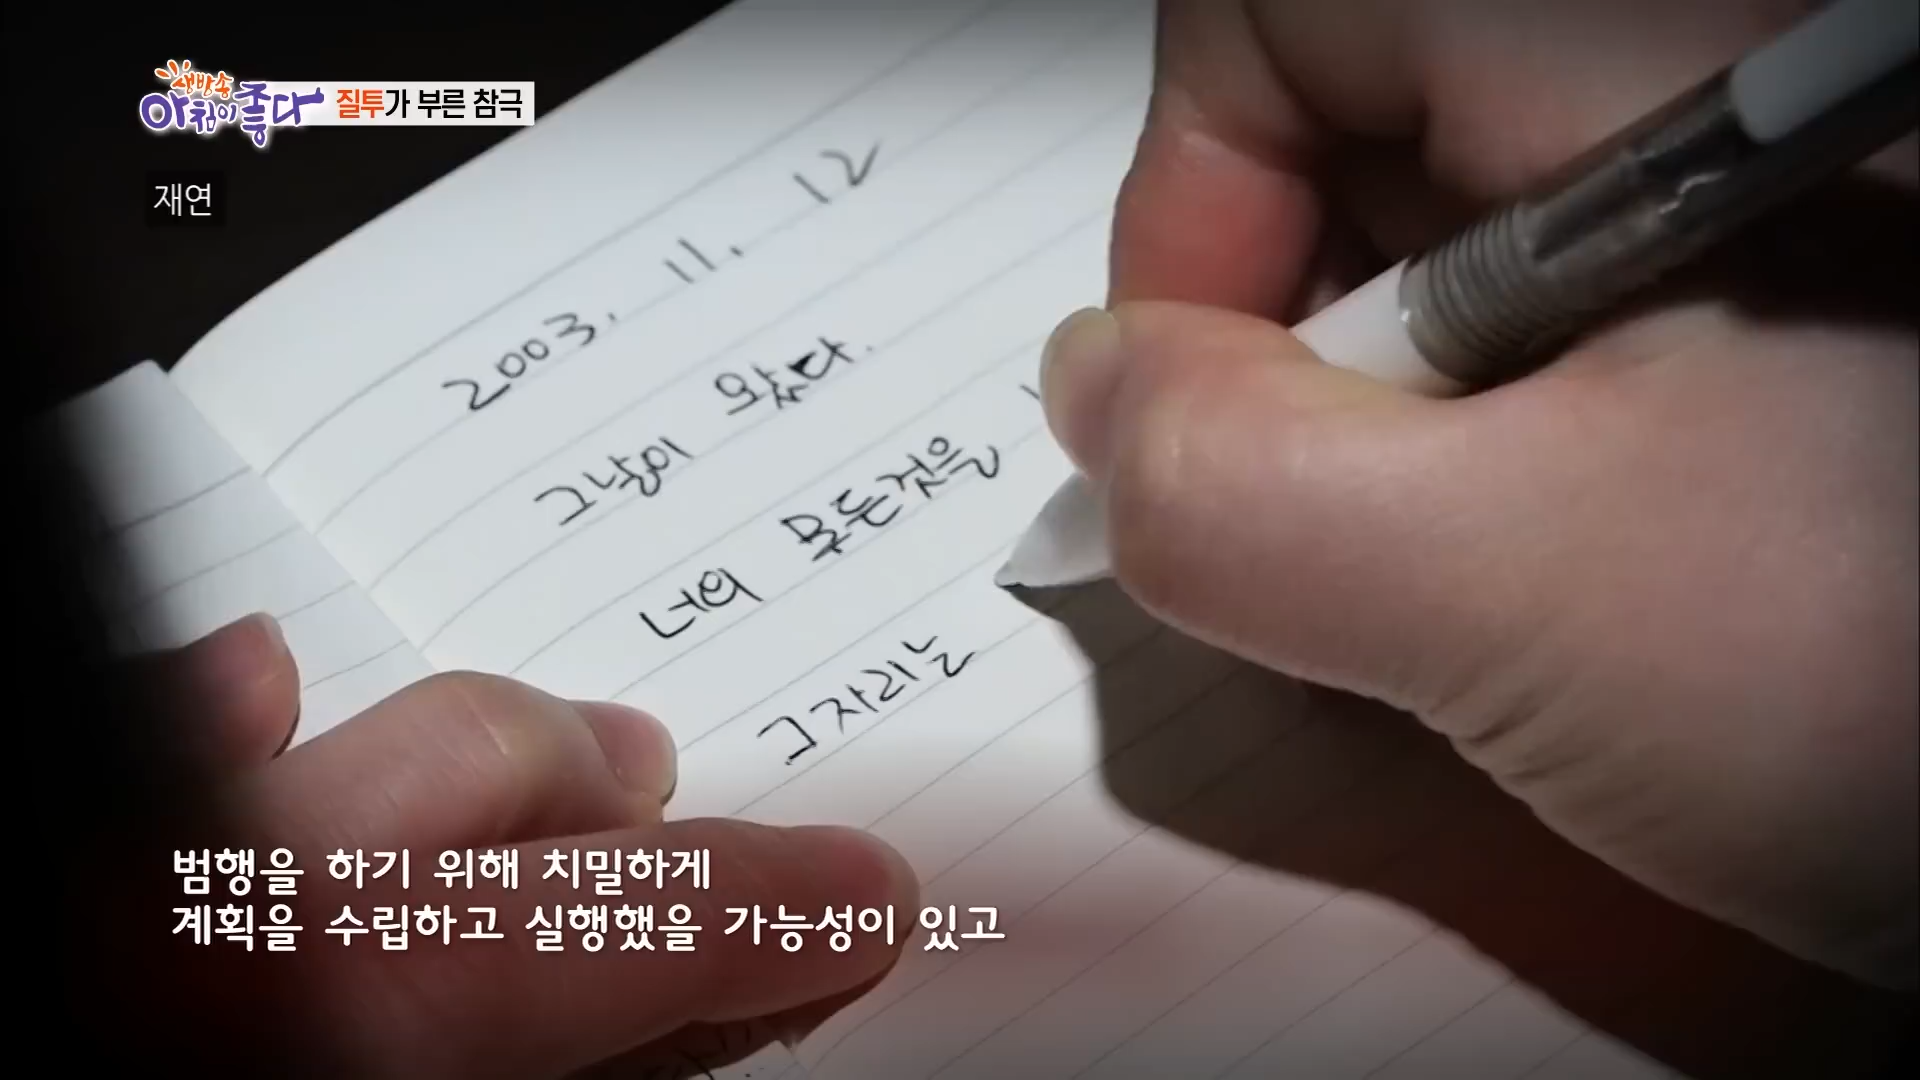 생방송
아침이 좋다
질투가 부른 참극
재연
2003. 11. 12
그날이 왔다.
너의 모든것을
그자리는
범행을 하기 위해 치밀하게
계획을 수립하고 실행했을 가능성이 있고